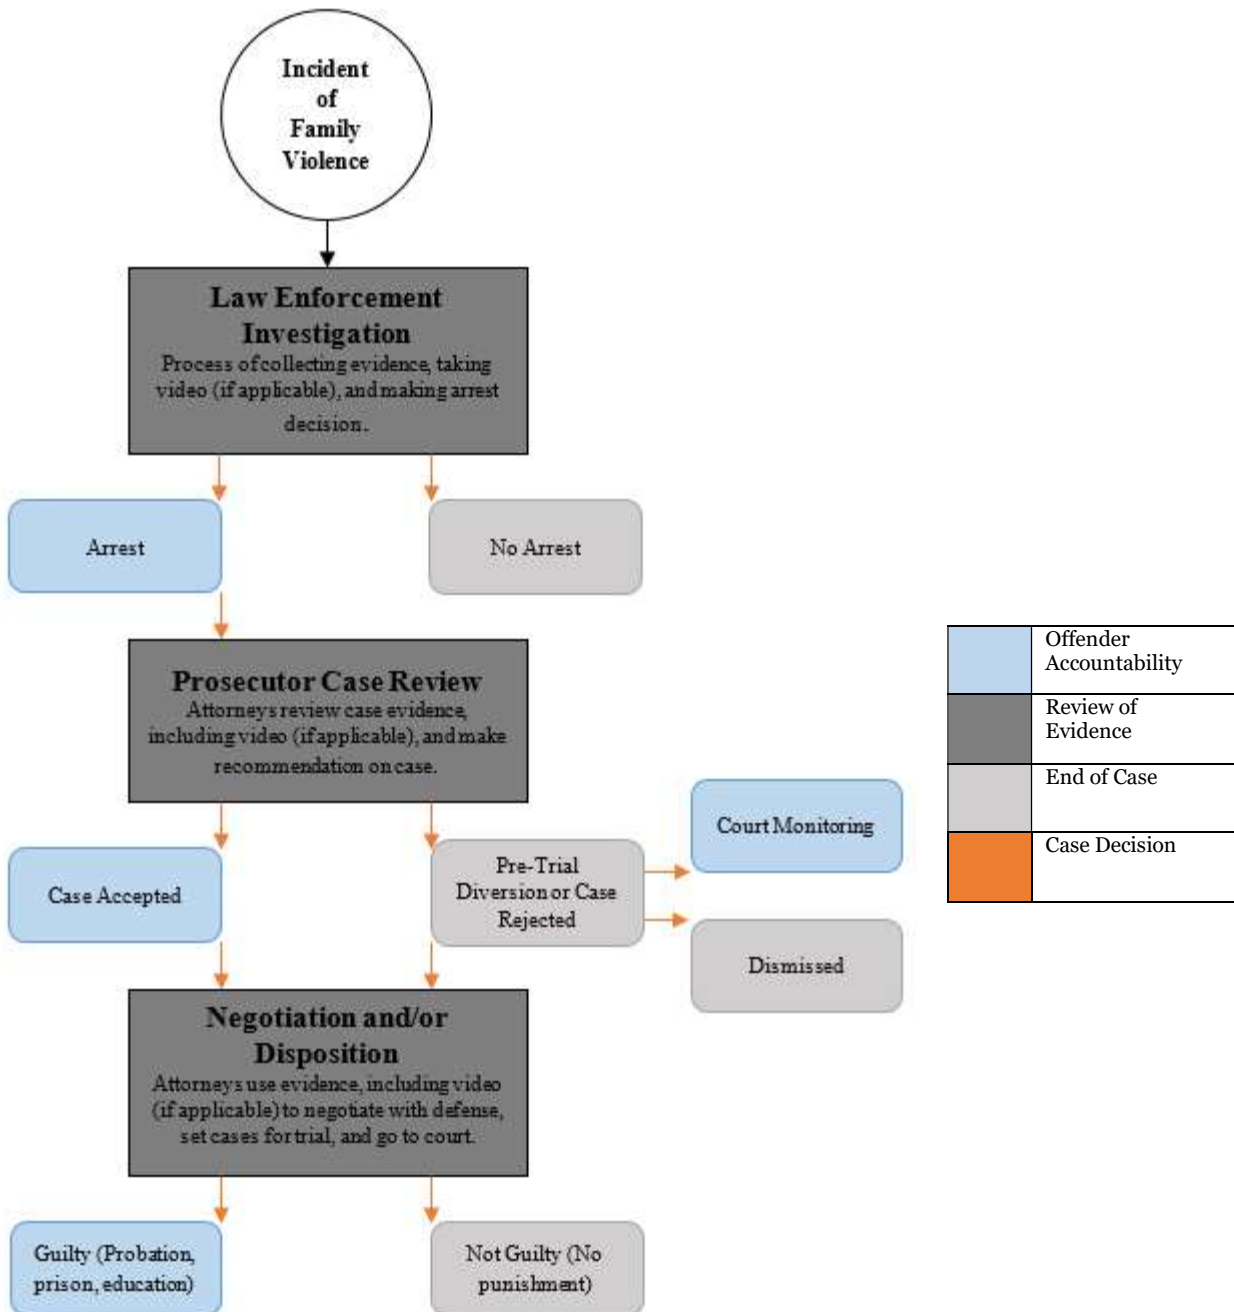 Incident
of
Family
Violence
Law Enforcement
Investigation
Process of collecting evidence, taking
video (if applicable), and making arrest
decision.
Arrest
No Arrest
Prosecutor Case Review
Attorneys review case evidence,
including video (if applicable), and make
recommendation on case.
Case Accepted
Pre-Trial
Diversion or Case
Rejected
Court Monitoring
Dismissed
Negotiation and/or
Disposition
Attorneys use evidence, including video
(if applicable) to negotiate with defense,
set cases for trial, and go to court.
Guilty (Probation,
prison, education)
Not Guilty (No
punishment)
Offender
Accountability
Review of
Evidence
End of Case
Case Decision